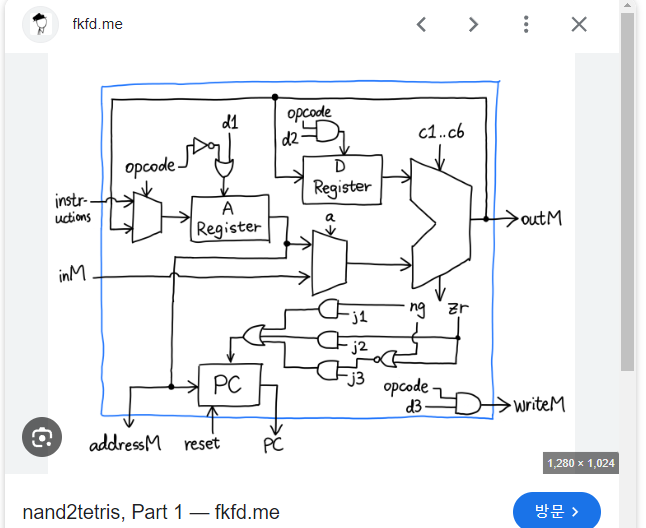 fkfd.me
opcode
d1
d2
c1..c6
opcode
D
Register
instr-
uctions
A
Register
a
outM
inM
ng
zr
j1
j2
j3
PC
opcode
d3
writeM
addressM
reset
PC
1,280 × 1,024
nand2tetris, Part 1 — fkfd.me
방문